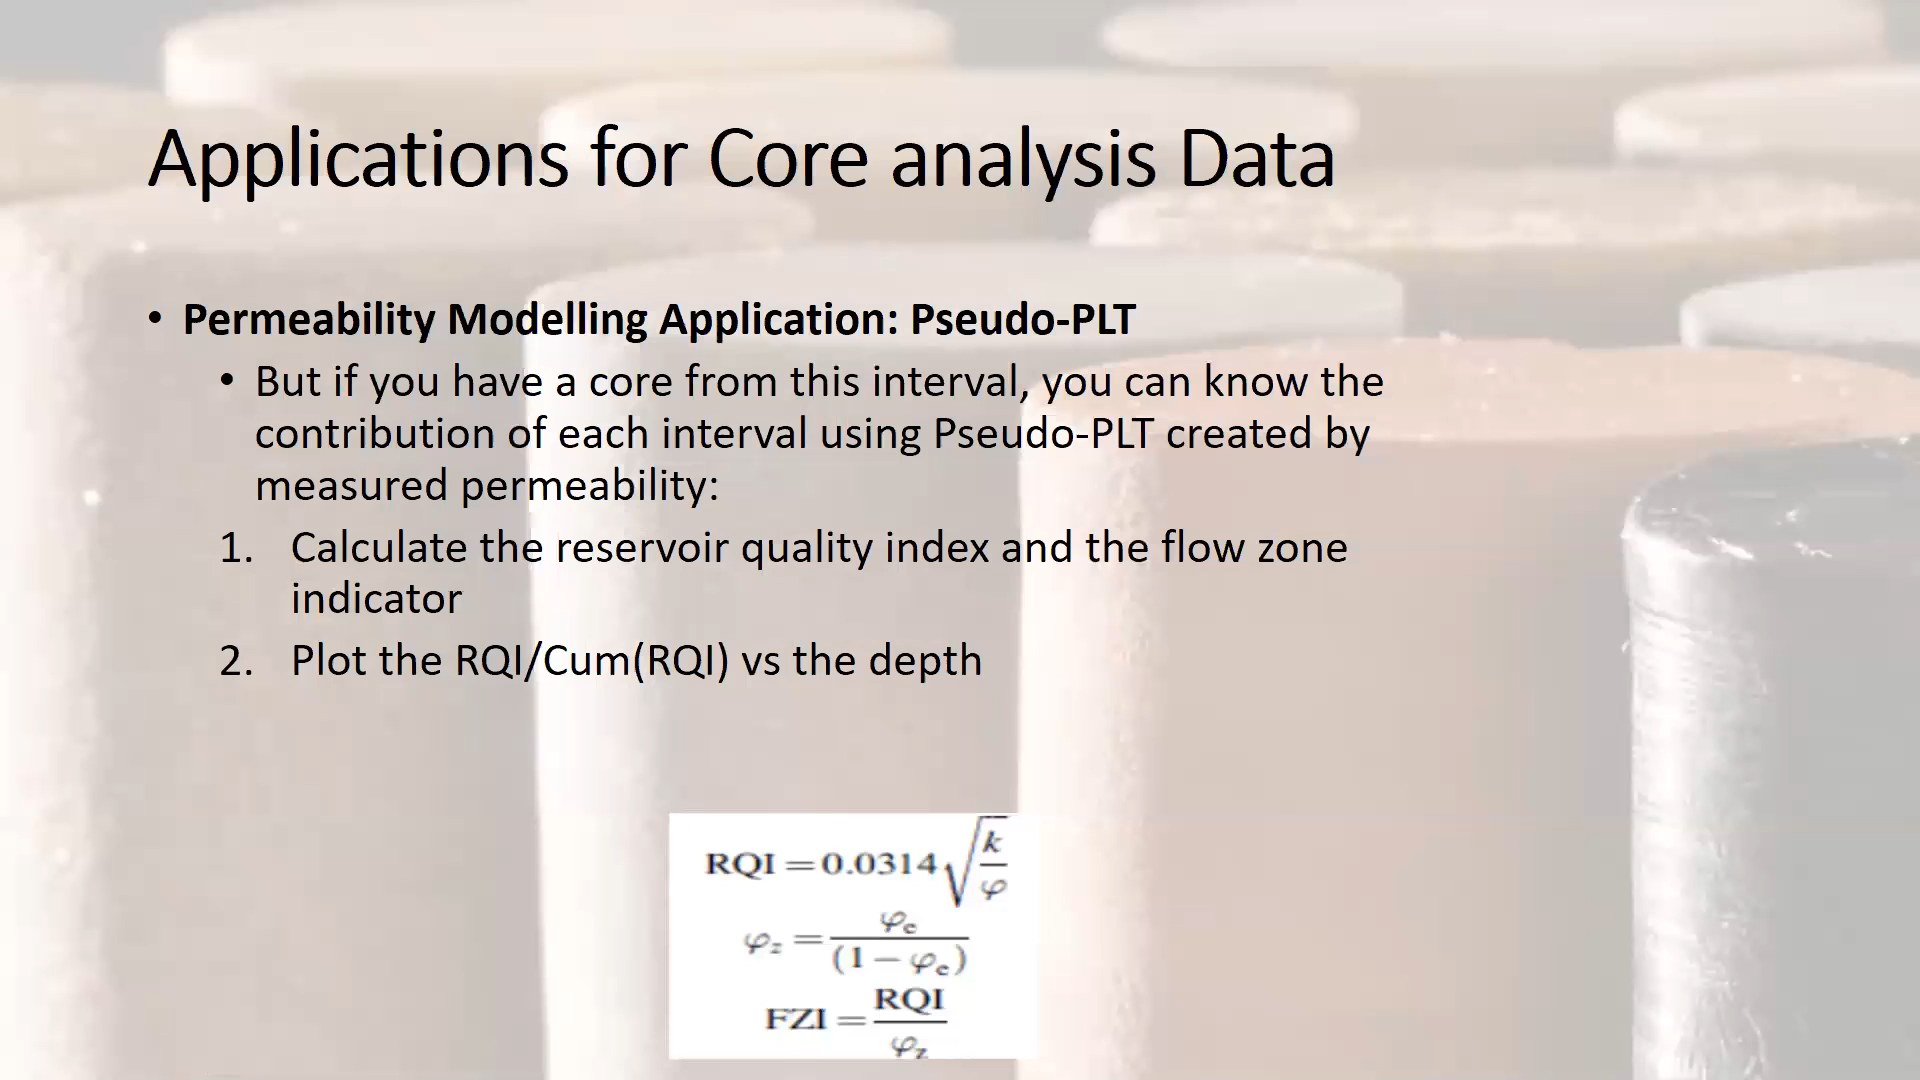 Applications for Core analysis Data
• Permeability Modelling Application: Pseudo-PLT
• But if you have a core from this interval, you can know the
contribution of each interval using Pseudo-PLT created by
measured permeability:
1. Calculate the reservoir quality index and the flow zone
indicator
2. Plot the RQI/Cum(RQI) vs the depth
RQI = 0.0314 √(k/φ)
φz = φe/(1 − φe)
FZI = RQI/φz